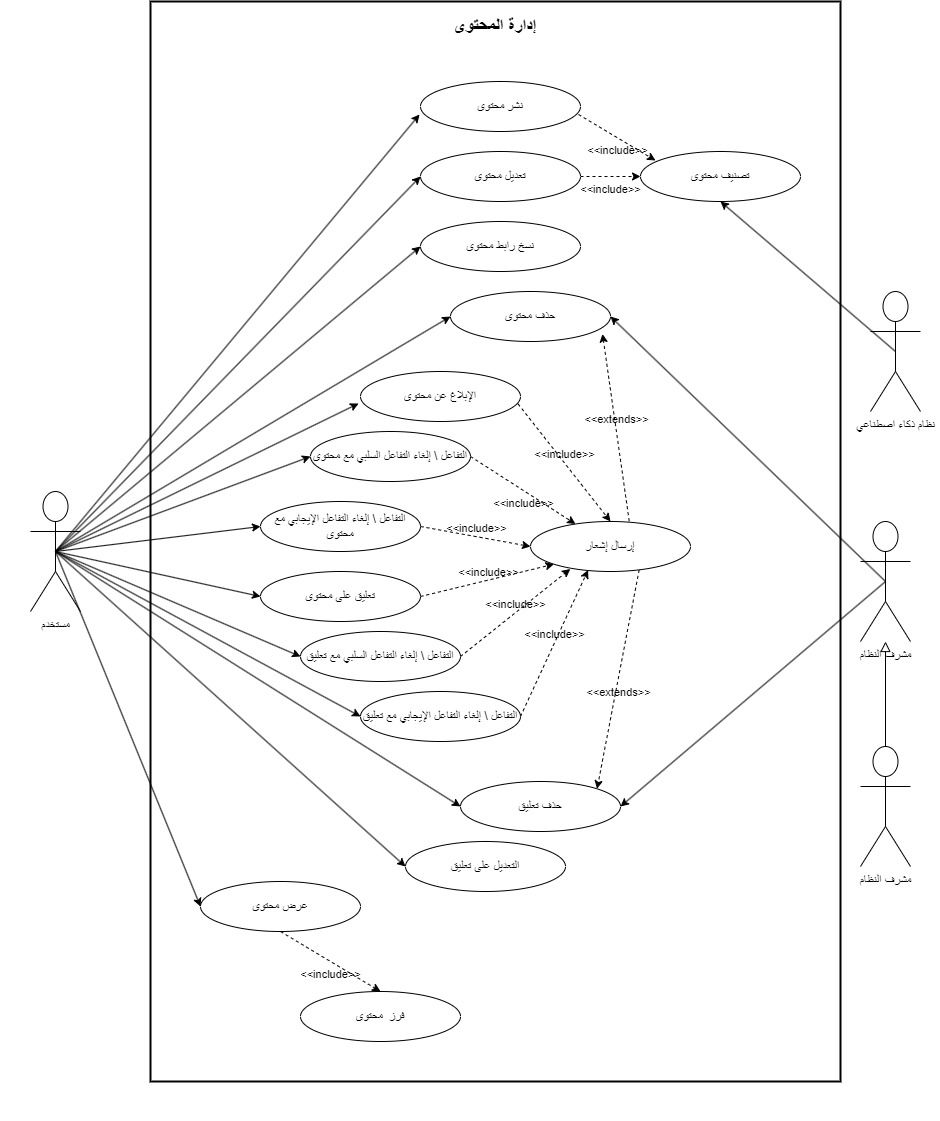 إدارة المحتوى
نشر محتوى
<<include>>
تصنيف محتوى
تعديل محتوى
<<include>>
نسخ رابط محتوى
حذف محتوى
الإبلاغ عن محتوى
<<extends>>
نظام ذكاء اصطناعي
التفاعل \ إلغاء التفاعل السلبي مع محتوى
<<include>>
<<include>>
التفاعل \ إلغاء التفاعل الإيجابي مع
محتوى
<<include>>
إرسال إشعار
<<include>>
تعليق على محتوى
<<include>>
مستخدم
<<include>>
التفاعل \ إلغاء التفاعل السلبي مع تعليق
مشرف النظام
<<extends>>
التفاعل \ إلغاء التفاعل الإيجابي مع تعليق
حذف تعليق
التعديل على تعليق
مشرف النظام
عرض محتوى
<<include>>
فرز محتوى